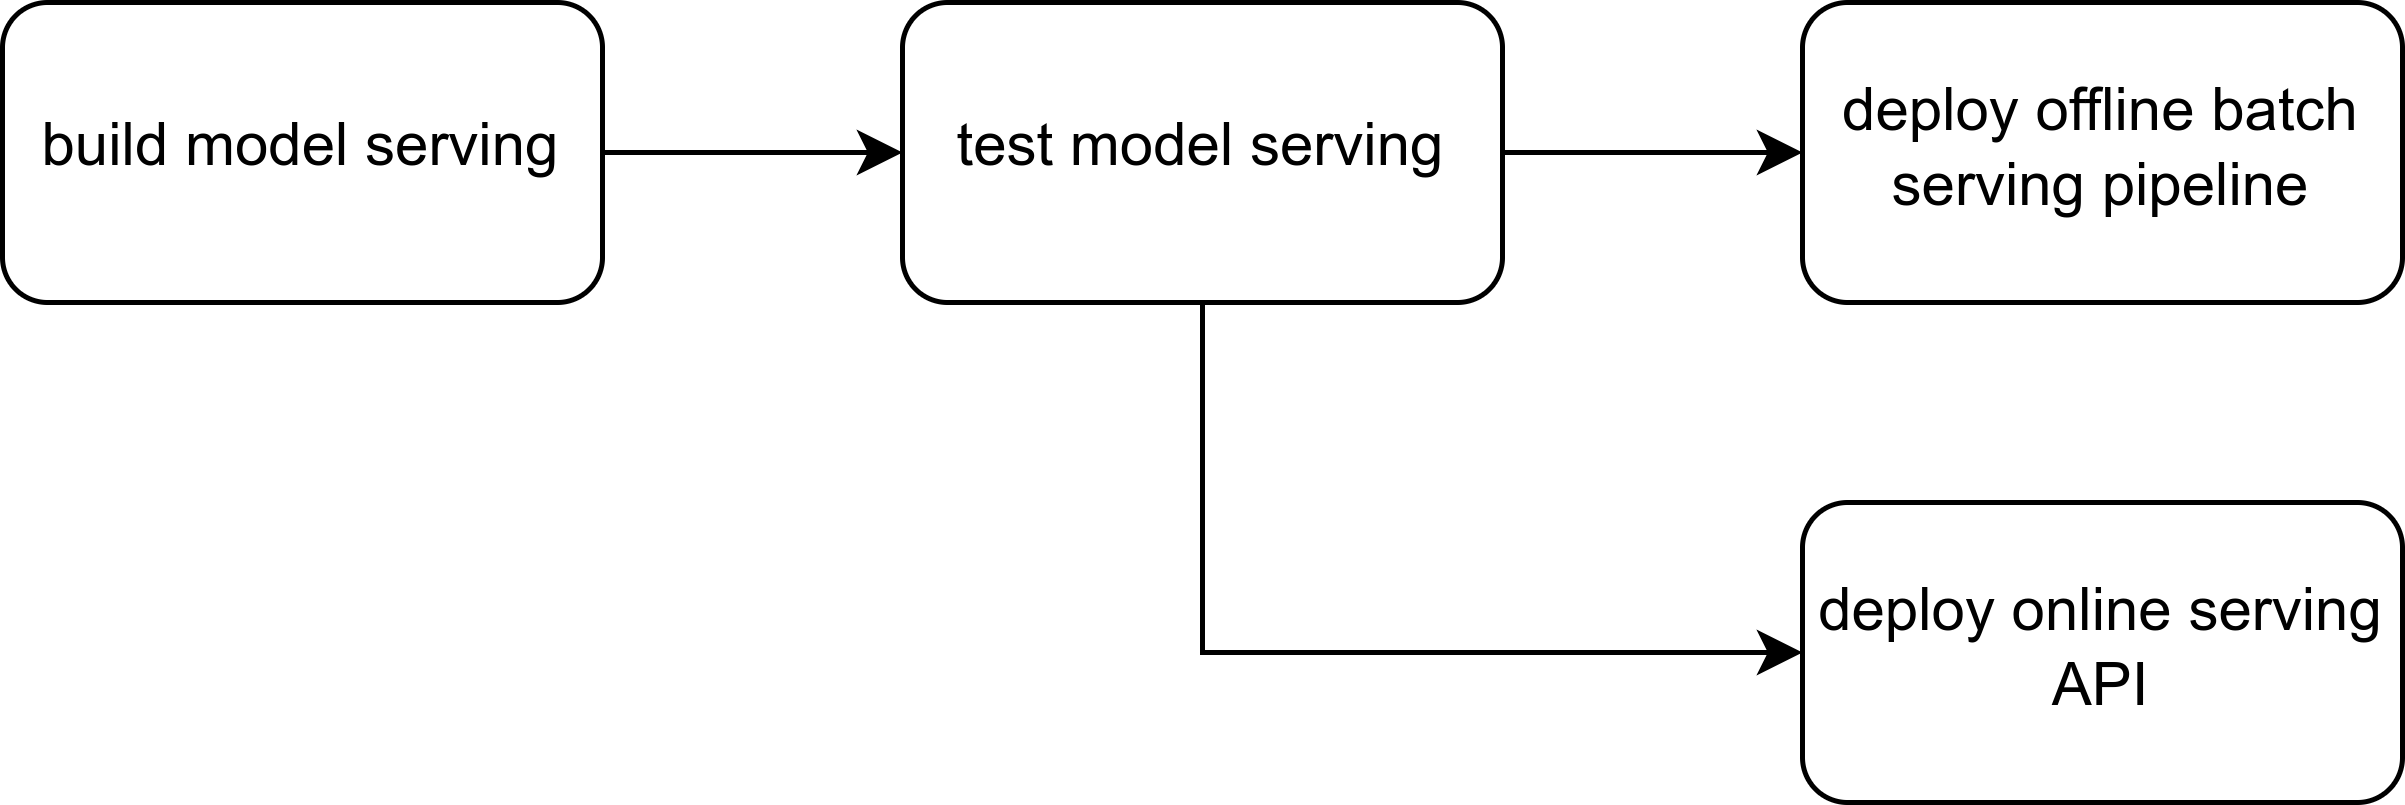 build model serving
test model serving
deploy offline batch
serving pipeline
deploy online serving
API